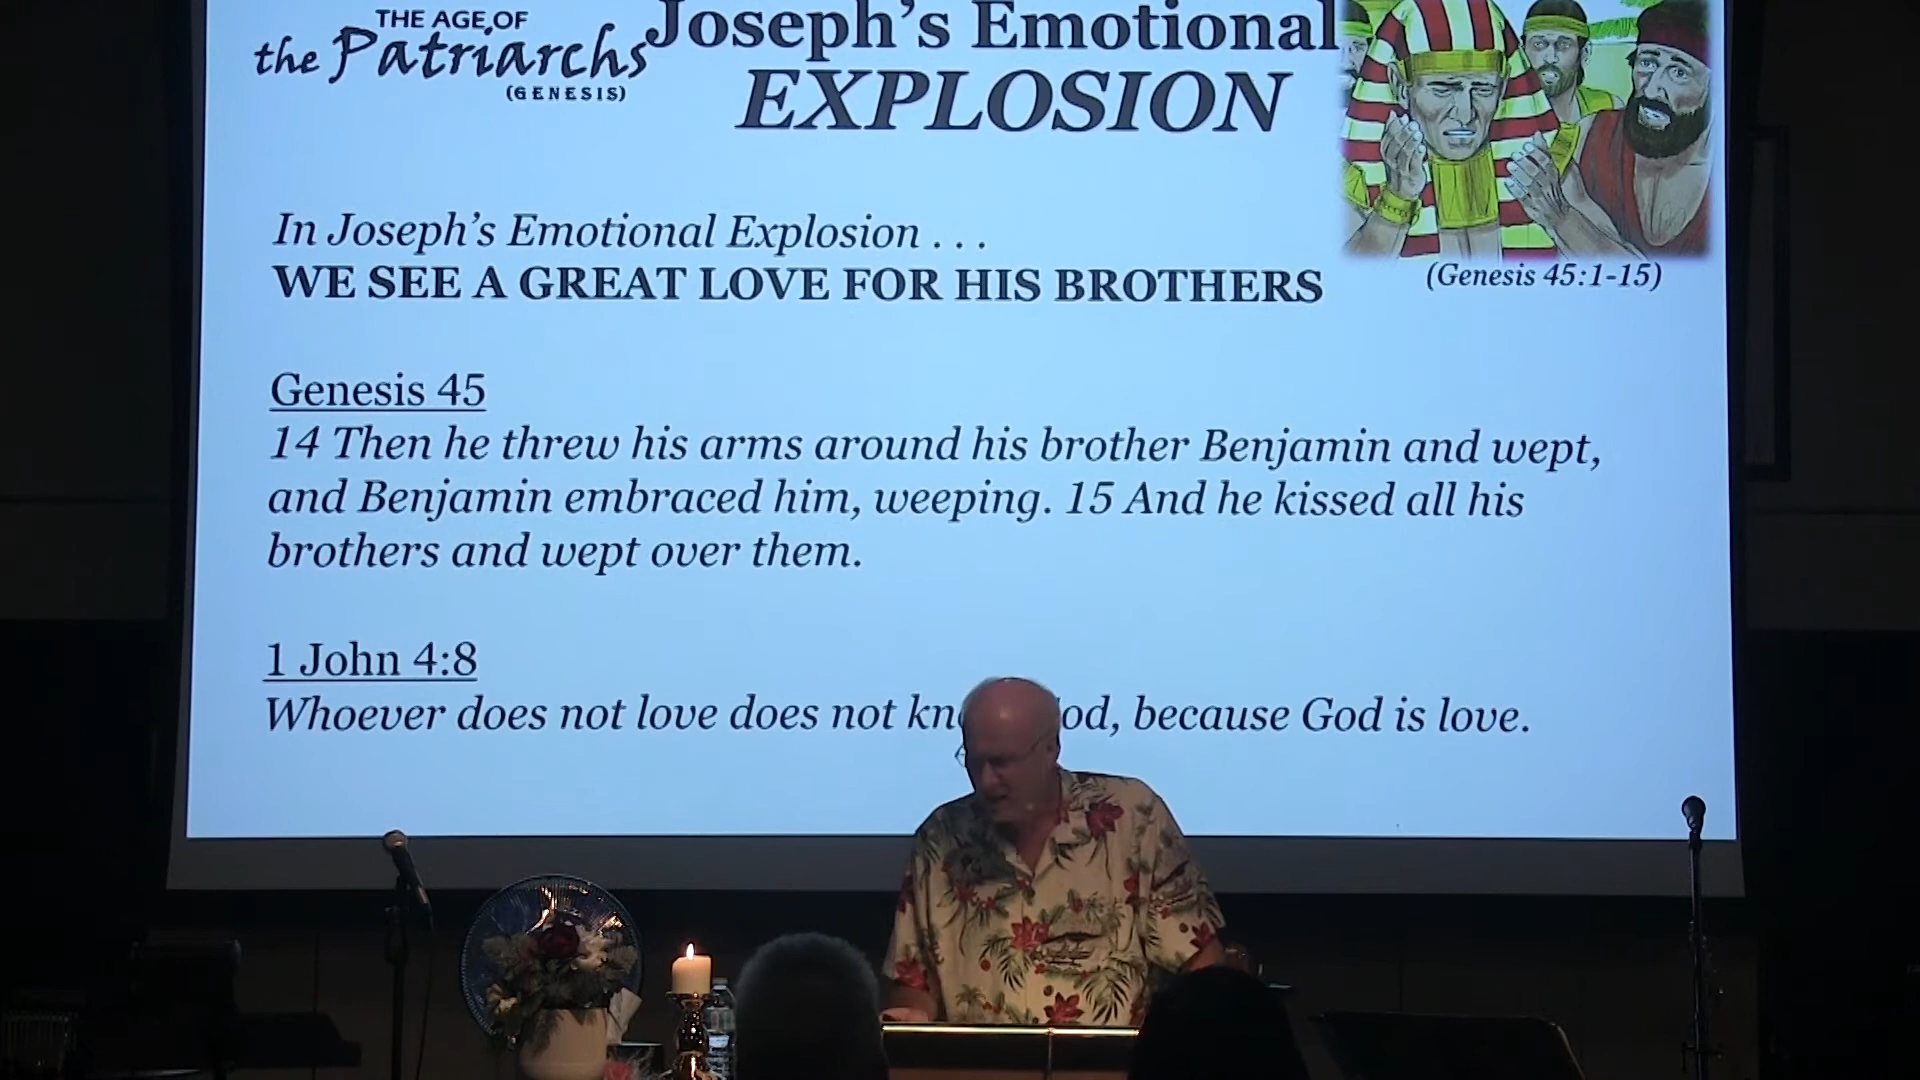 THE AGE OF
the Patriarchs
(GENESIS)
Joseph's Emotional
EXPLOSION
(Genesis 45:1-15)
In Joseph's Emotional Explosion . . .
WE SEE A GREAT LOVE FOR HIS BROTHERS
Genesis 45
14 Then he threw his arms around his brother Benjamin and wept,
and Benjamin embraced him, weeping. 15 And he kissed all his
brothers and wept over them.
1 John 4:8
Whoever does not love does not God, because God is love.